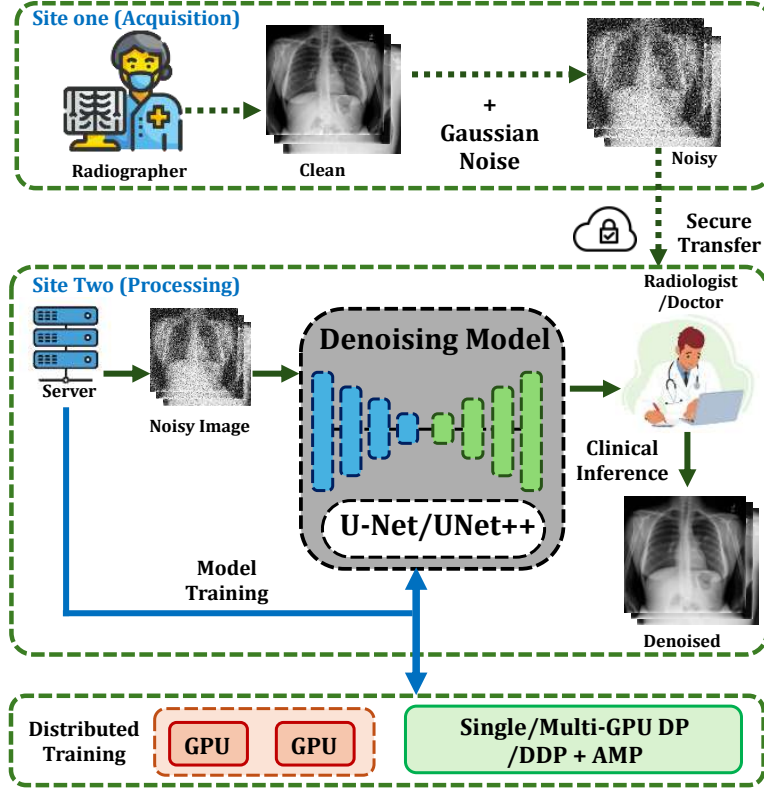 Site one (Acquisition)
Radiographer
Clean
+
Gaussian
Noise
Noisy
Secure
Transfer
Site Two (Processing)
Radiologist
/Doctor
Server
Noisy Image
Denoising Model
U-Net/UNet++
Clinical
Inference
Model
Training
Denoised
Distributed
Training
GPU
GPU
Single/Multi-GPU DP
/DDP + AMP